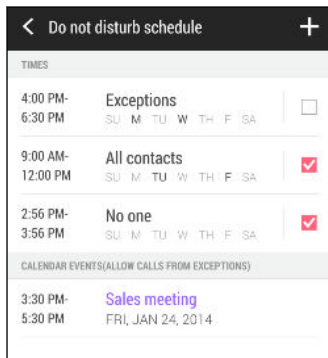 Do not disturb schedule
TIMES
4:00 PM-
6:30 PM
Exceptions
SU M TU W TH F SA
9:00 AM-
12:00 PM
All contacts
SU M TU W TH F SA
2:56 PM-
3:56 PM
No one
SU M TU W TH F SA
CALENDAR EVENTS(ALLOW CALLS FROM EXCEPTIONS)
3:30 PM-
5:30 PM
Sales meeting
FRI, JAN 24, 2014